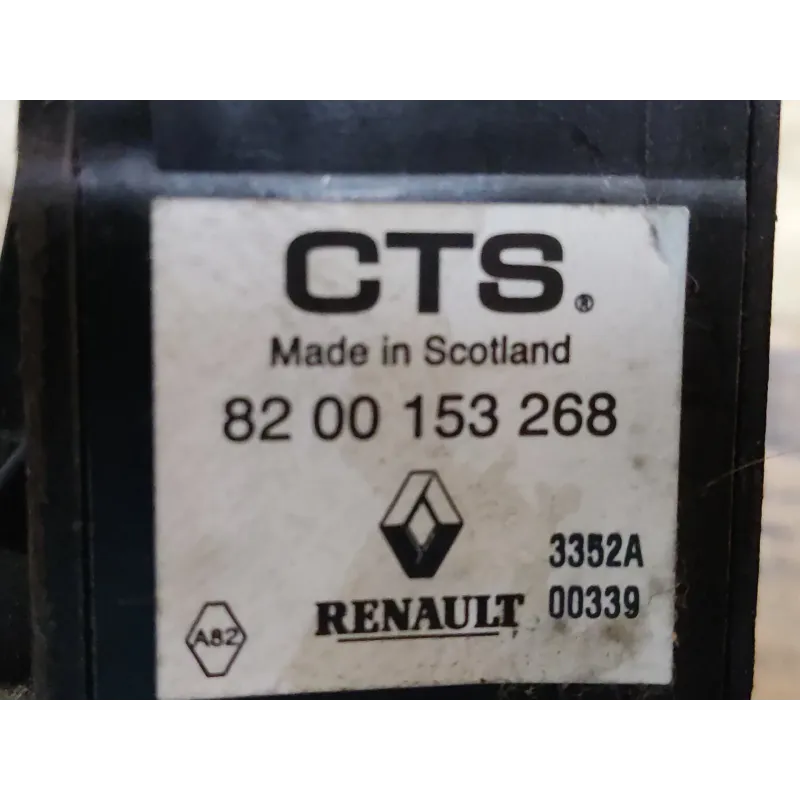 CTS.®
Made in Scotland
82 00 153 268
3352A
RENAULT 00339
A82